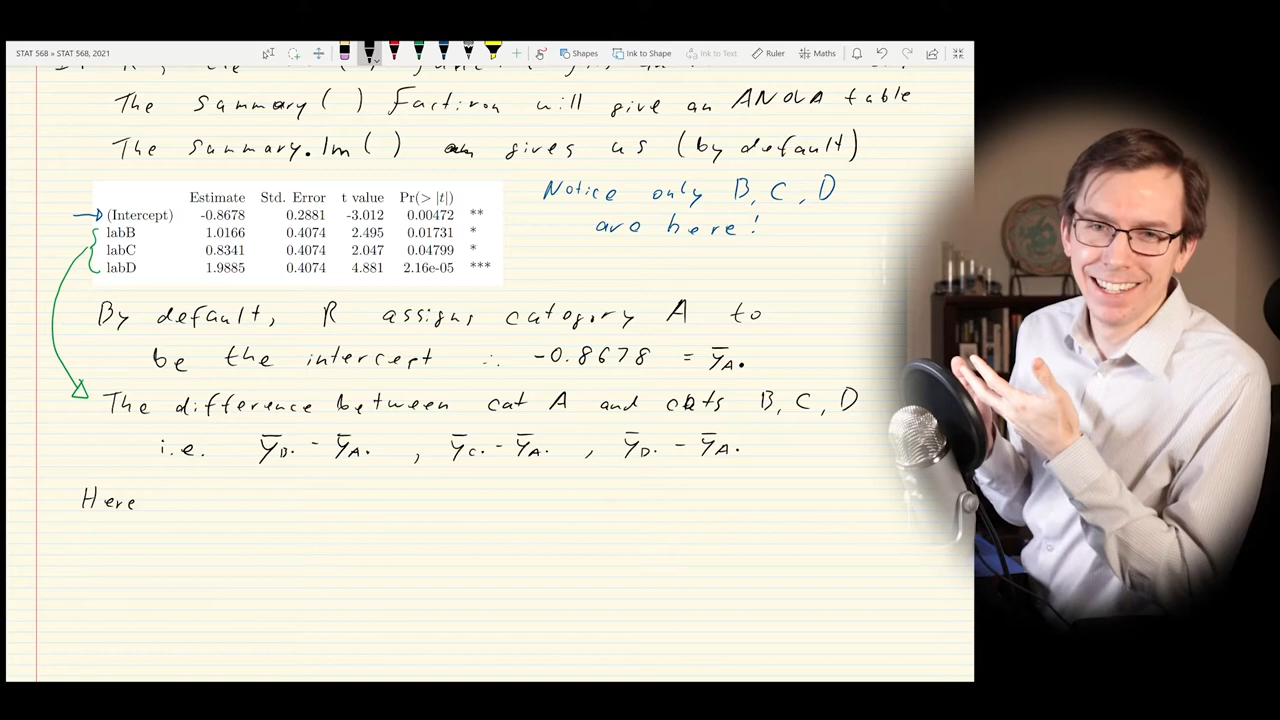 STAT 568 » STAT 568, 2021
Shapes Ink to Shape Ink to Text Ruler Maths
The summary( ) Factiron will give an ANOVA table
The summary.lm( ) gives us (by default)
Estimate Std. Error t value Pr(> |t|)
(Intercept) -0.8678 0.2881 -3.012 0.00472 **
labB 1.0166 0.4074 2.495 0.01731 *
labC 0.8341 0.4074 2.047 0.04799 *
labD 1.9885 0.4074 4.881 2.16e-05 ***
Notice only B, C, D
are here!
By default, R assigns category A to
be the intercept ∴ -0.8678 = ȳA.
The difference between cat A and cats B, C, D
i.e. ȳB. - ȳA. , ȳC. - ȳA. , ȳD. - ȳA.
Here